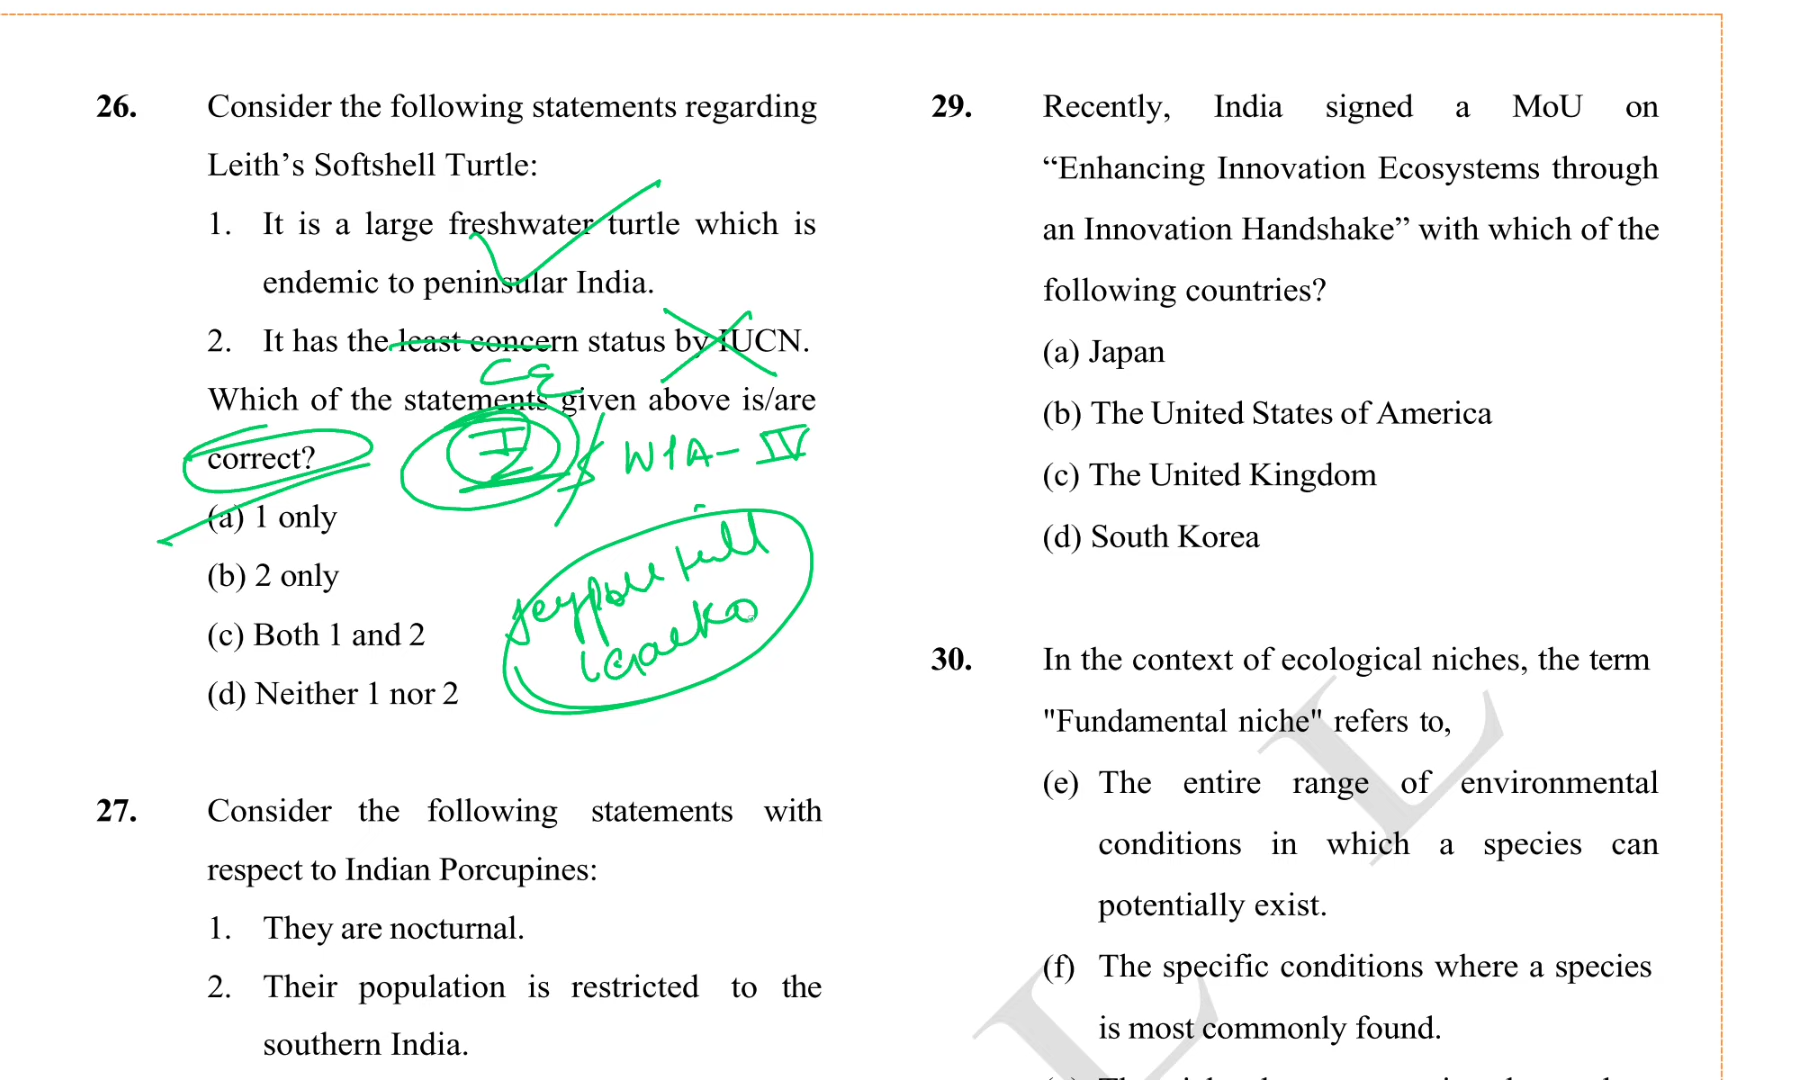 26. Consider the following statements regarding
Leith’s Softshell Turtle:
1. It is a large freshwater turtle which is
endemic to peninsular India.
2. It has the least concern status by IUCN.
Which of the statements given above is/are
correct?
I
W1A- IV
(a) 1 only
(b) 2 only
(c) Both 1 and 2
(d) Neither 1 nor 2
hill
27. Consider the following statements with
respect to Indian Porcupines:
1. They are nocturnal.
2. Their population is restricted to the
southern India.
29. Recently, India signed a MoU on
“Enhancing Innovation Ecosystems through
an Innovation Handshake” with which of the
following countries?
(a) Japan
(b) The United States of America
(c) The United Kingdom
(d) South Korea
30. In the context of ecological niches, the term
"Fundamental niche" refers to,
(e) The entire range of environmental
conditions in which a species can
potentially exist.
(f) The specific conditions where a species
is most commonly found.